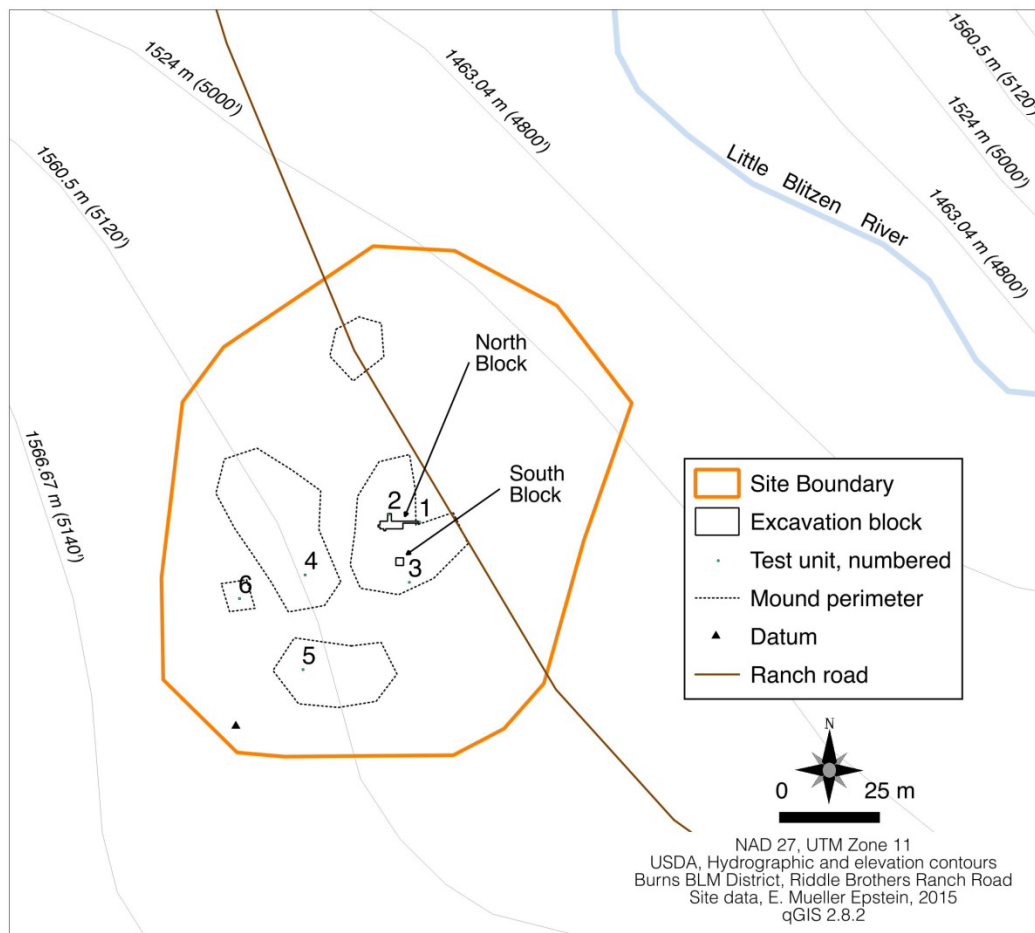 1560.5 m (5120')
1524 m (5000')
1463.04 m (4800')
1524 m (5000')
1560.5 m (5120')
1463.04 m (4800')
Little Blitzen River
North
Block
1566.67 m (5140')
South
Block
2
1
4
3
6
5
Site Boundary
Excavation block
Test unit, numbered
Mound perimeter
Datum
Ranch road
N
0 25 m
NAD 27, UTM Zone 11
USDA, Hydrographic and elevation contours
Burns BLM District, Riddle Brothers Ranch Road
Site data, E. Mueller Epstein, 2015
qGIS 2.8.2